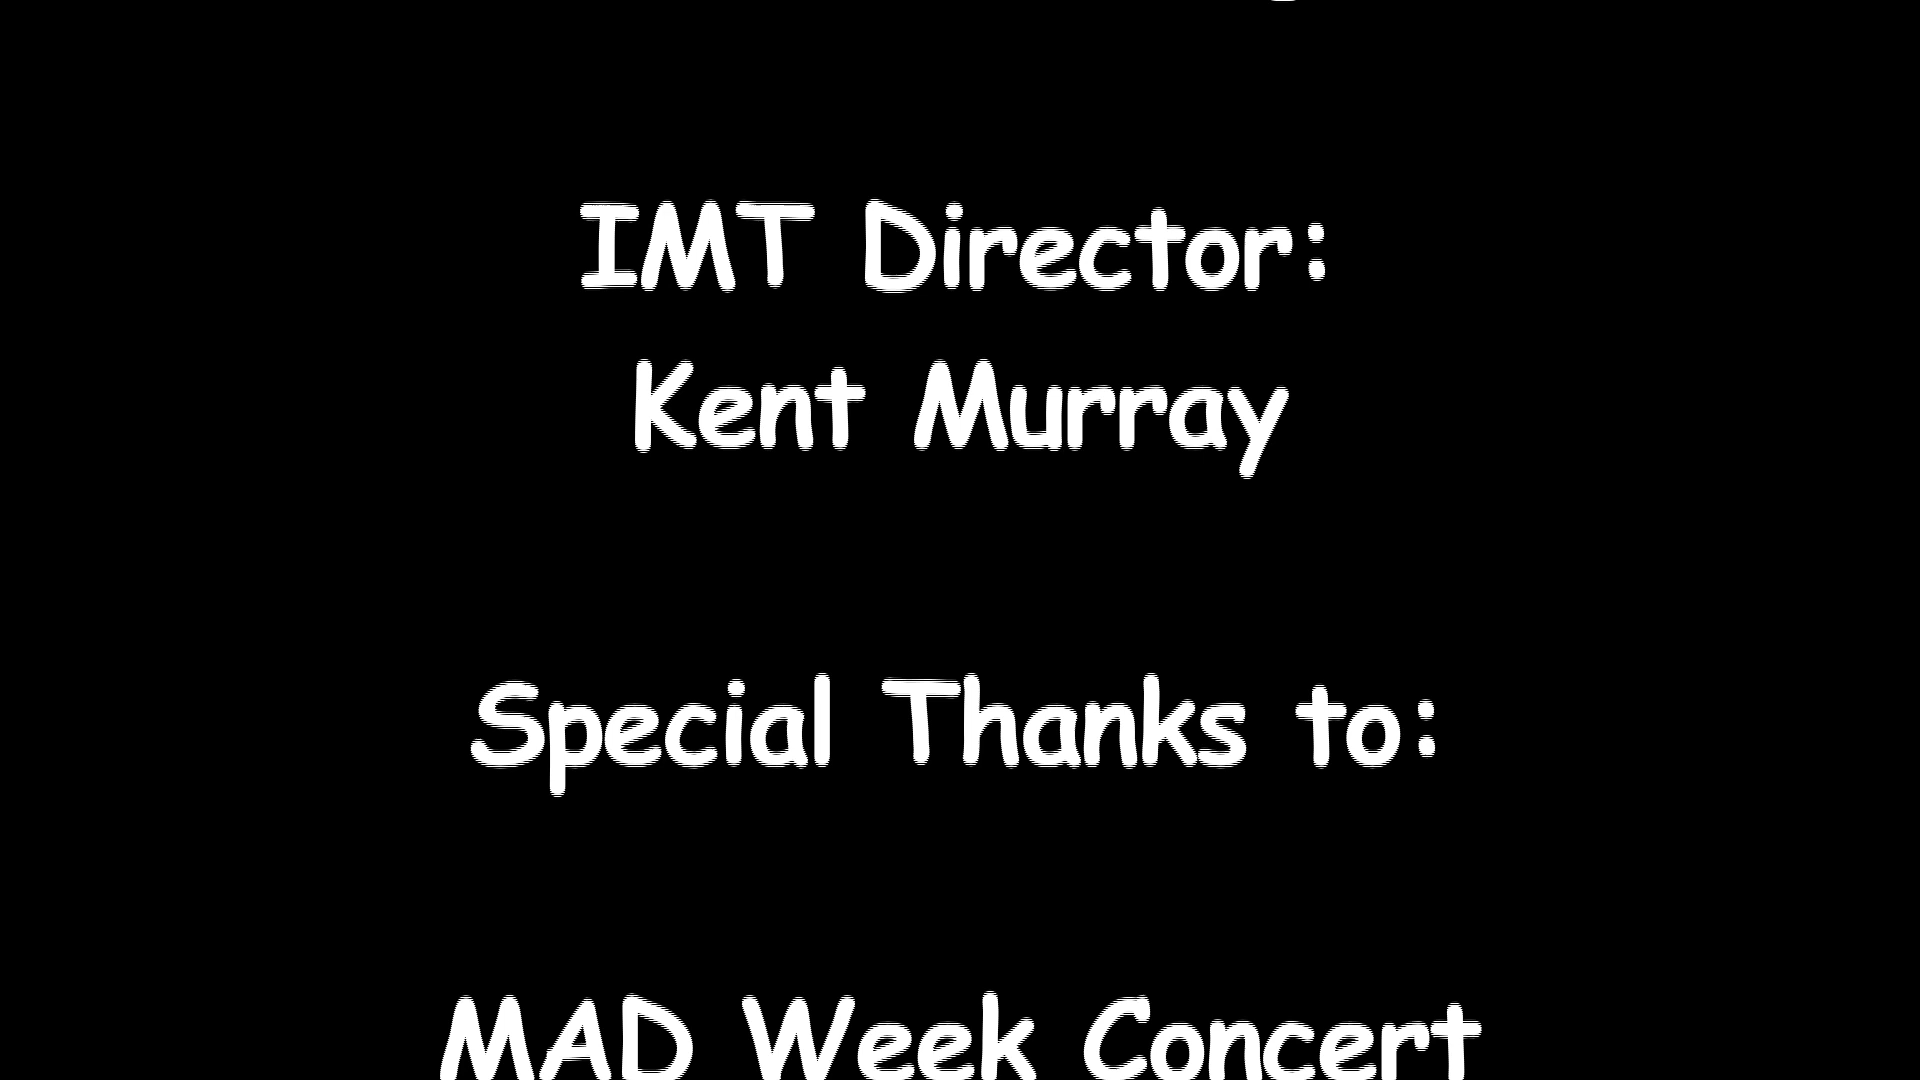 IMT Director:
Kent Murray
Special Thanks to:
MAD Week Concert